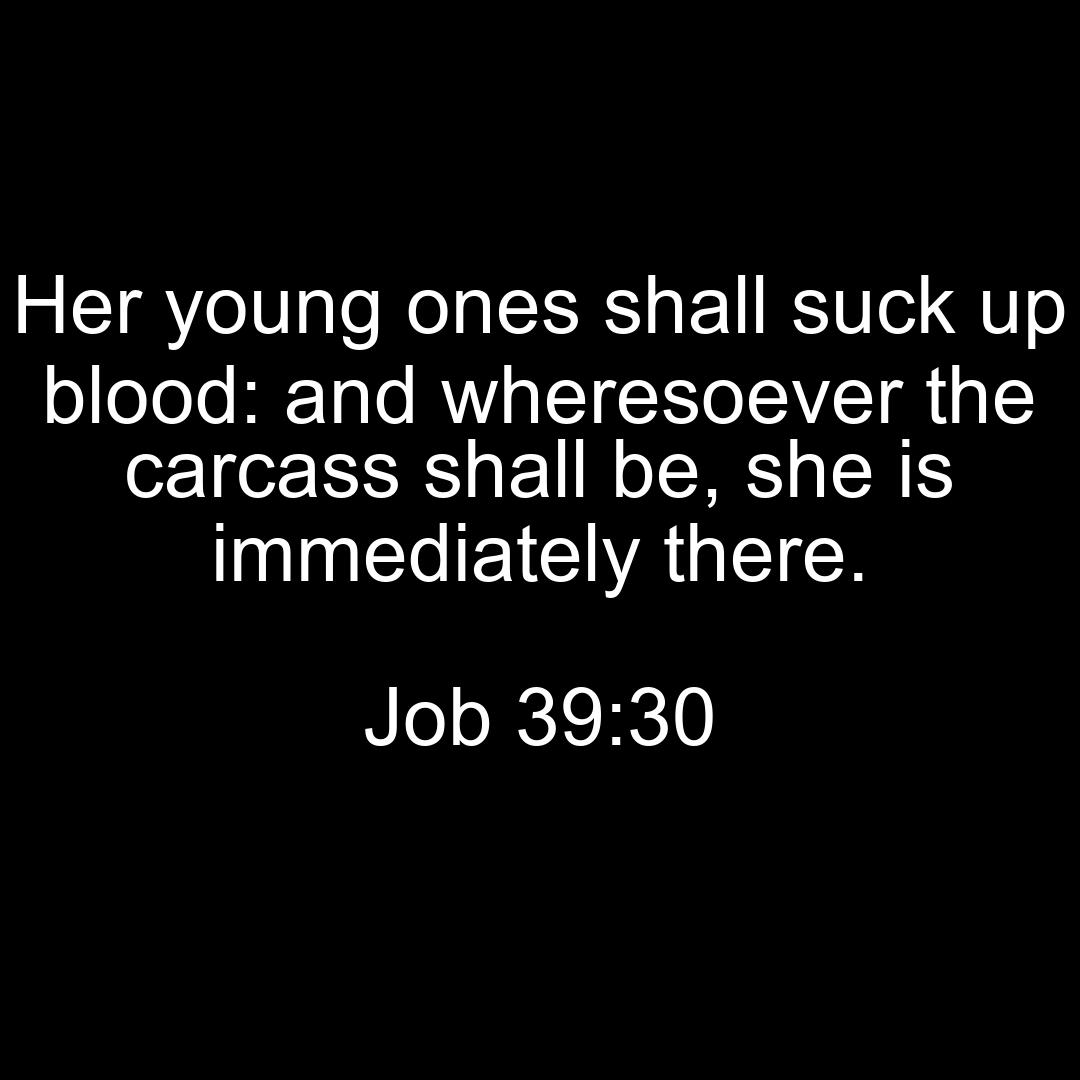 Her young ones shall suck up
blood: and wheresoever the
carcass shall be, she is
immediately there.
Job 39:30